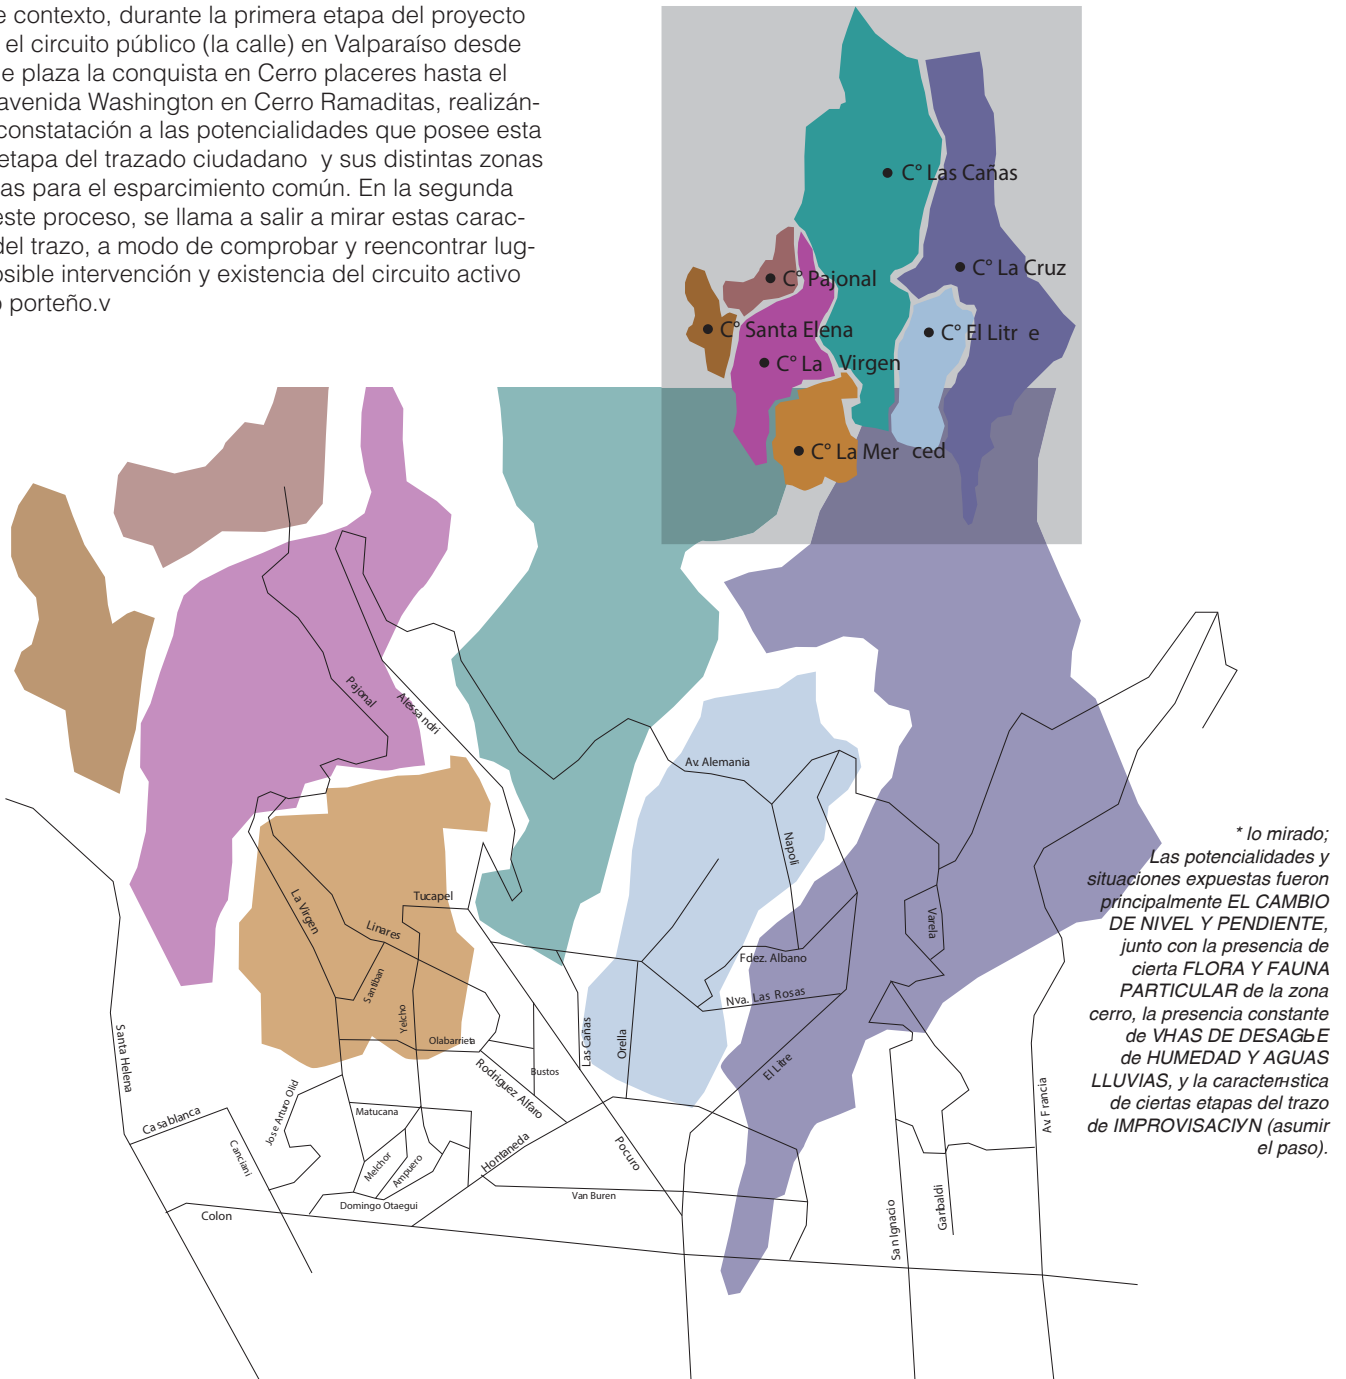 e contexto, durante la primera etapa del proyecto
el circuito público (la calle) en Valparaíso desde
e plaza la conquista en Cerro placeres hasta el
avenida Washington en Cerro Ramaditas, realizán-
constatación a las potencialidades que posee esta
etapa del trazado ciudadano y sus distintas zonas
as para el esparcimiento común. En la segunda
este proceso, se llama a salir a mirar estas carac-
del trazo, a modo de comprobar y reencontrar lug-
osible intervención y existencia del circuito activo
o porteño.v
C° Las Cañas
C° La Cruz
C° Pajonal
C° Santa Elena
C° El Litr e
C° La Virgen
C° La Mer ced
Pajonal
Alessa ndri
Av. Alemania
Napoli
La Virgen
Tucapel
Linares
Varela
Santiban
Fdez. Albano
Nva. Las Rosas
Yelcho
Olabarrieta
Las Cañas
Orella
El Litre
Santa Helena
Rodriguez Alfaro
Bustos
Jose Arturo Olid
Matucana
Casablanca
Canciani
Melchor
Ampuero
Hontaneda
Pocuro
Av Francia
Van Buren
Domingo Otaegui
Colon
San Ignacio
Garbaldi
* lo mirado;
Las potencialidades y
situaciones expuestas fueron
principalmente EL CAMBIO
DE NIVEL Y PENDIENTE,
junto con la presencia de
cierta FLORA Y FAUNA
PARTICULAR de la zona
cerro, la presencia constante
de VНAS DE DESAGЬE
de HUMEDAD Y AGUAS
LLUVIAS, y la caracterнstica
de ciertas etapas del trazo
de IMPROVISACIУN (asumir
el paso).